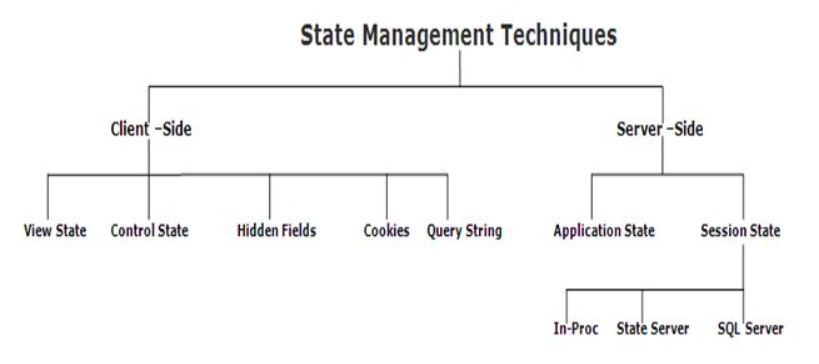 State Management Techniques
Client -Side
Server -Side
View State
Control State
Hidden Fields
Cookies
Query String
Application State
Session State
In-Proc
State Server
SQL Server